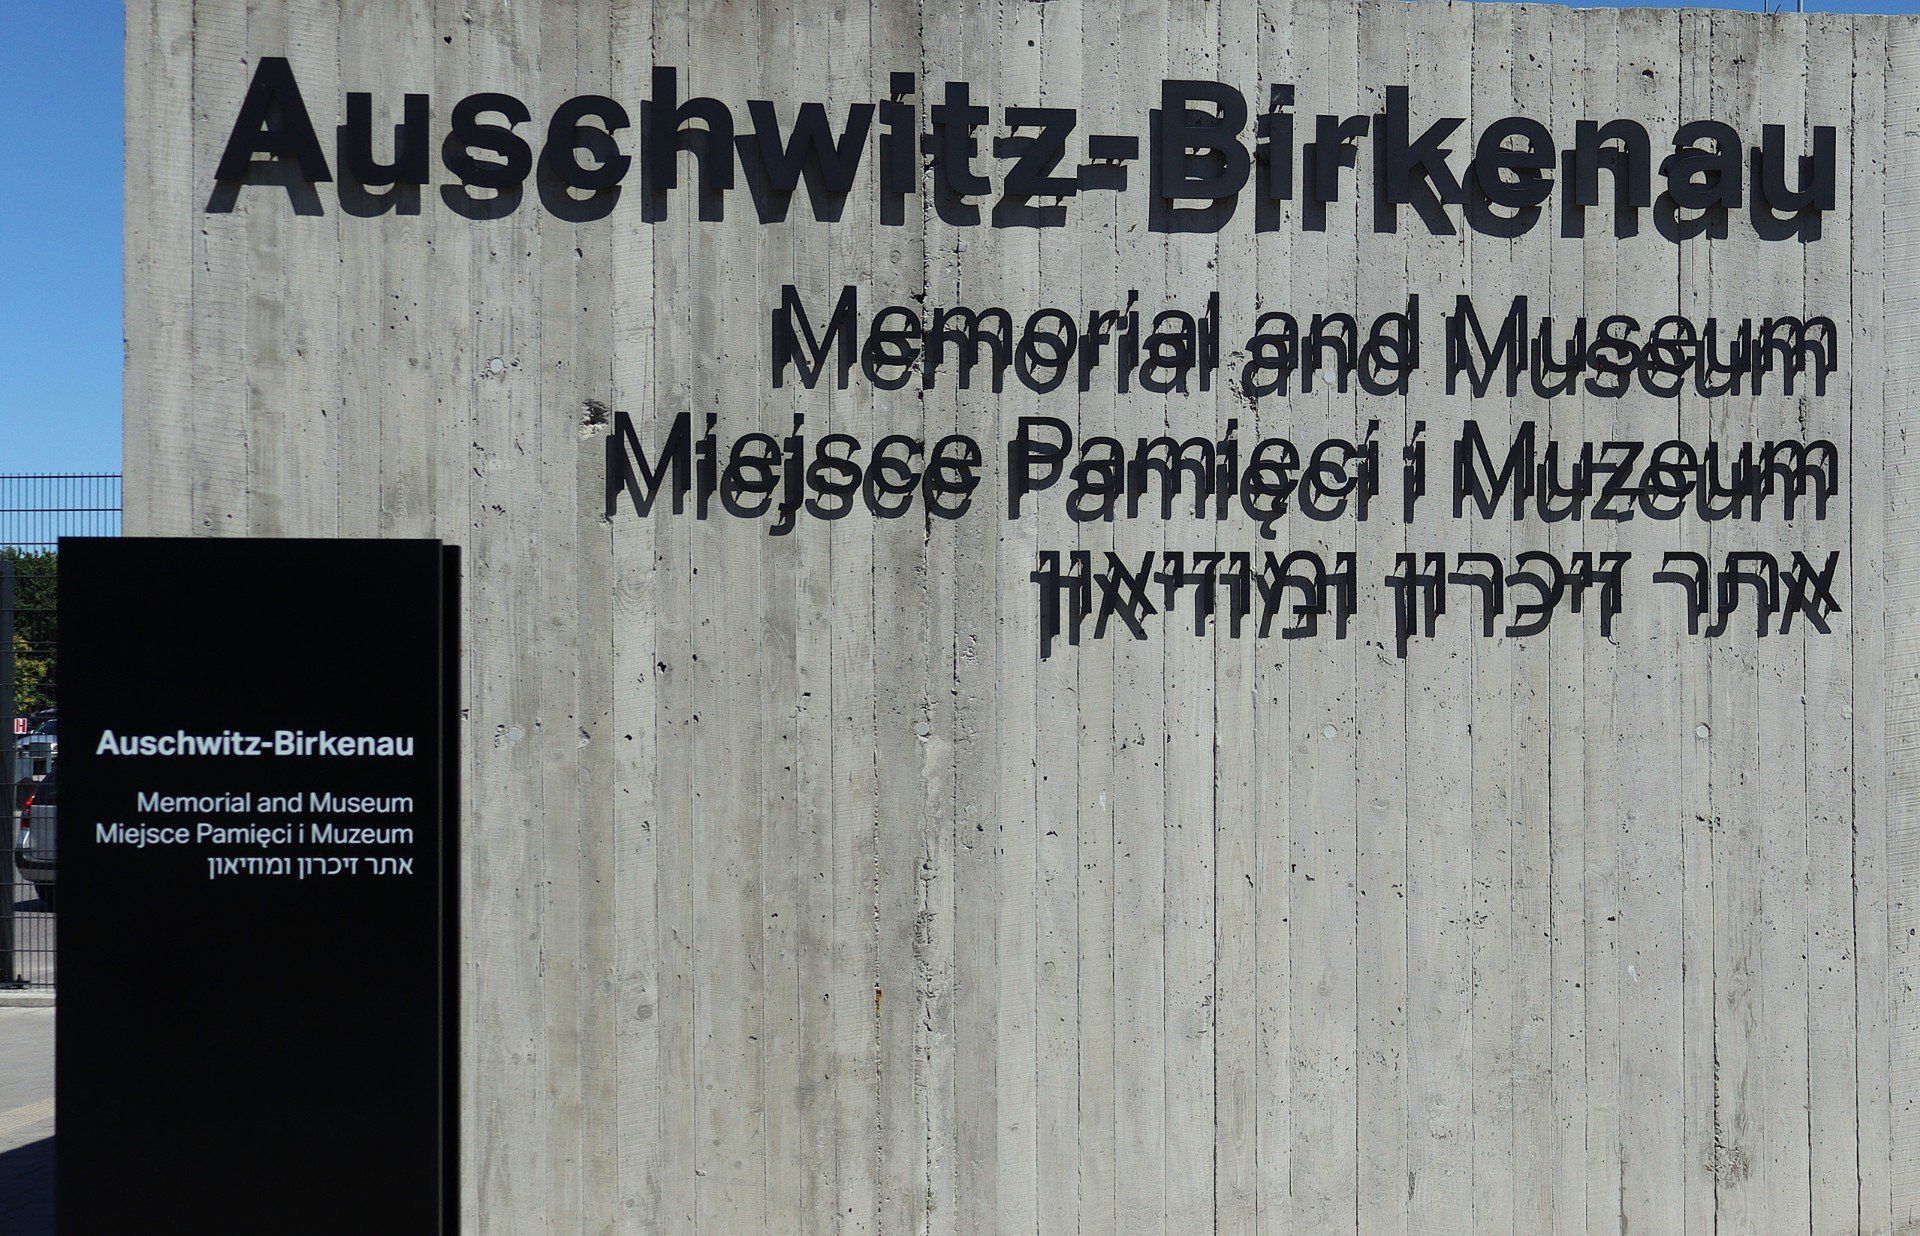 Auschwitz-Birkenau
Memorial and Museum
Miejsce Pamięci i Muzeum
אתר זיכרון ומוזיאון
Auschwitz-Birkenau
Memorial and Museum
Miejsce Pamięci i Muzeum
אתר זיכרון ומוזיאון
H